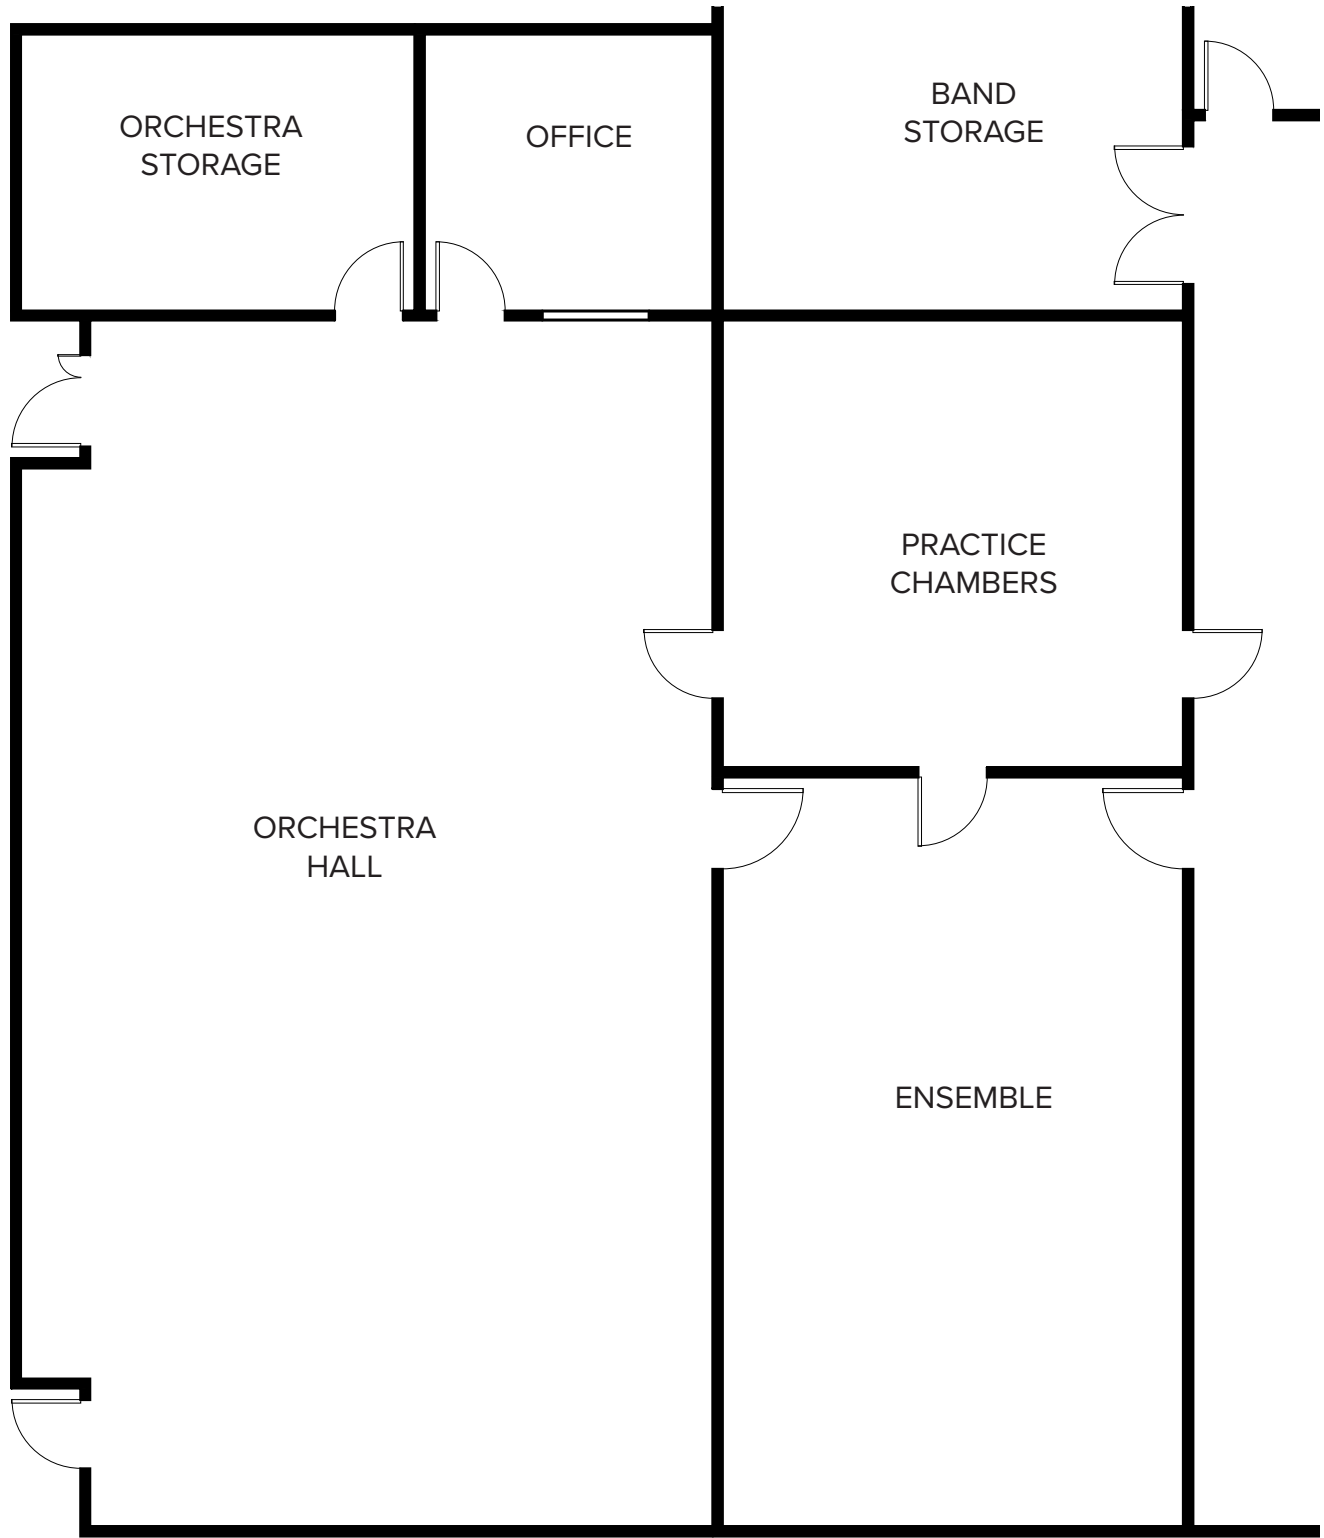 ORCHESTRA
STORAGE
OFFICE
BAND
STORAGE
PRACTICE
CHAMBERS
ORCHESTRA
HALL
ENSEMBLE